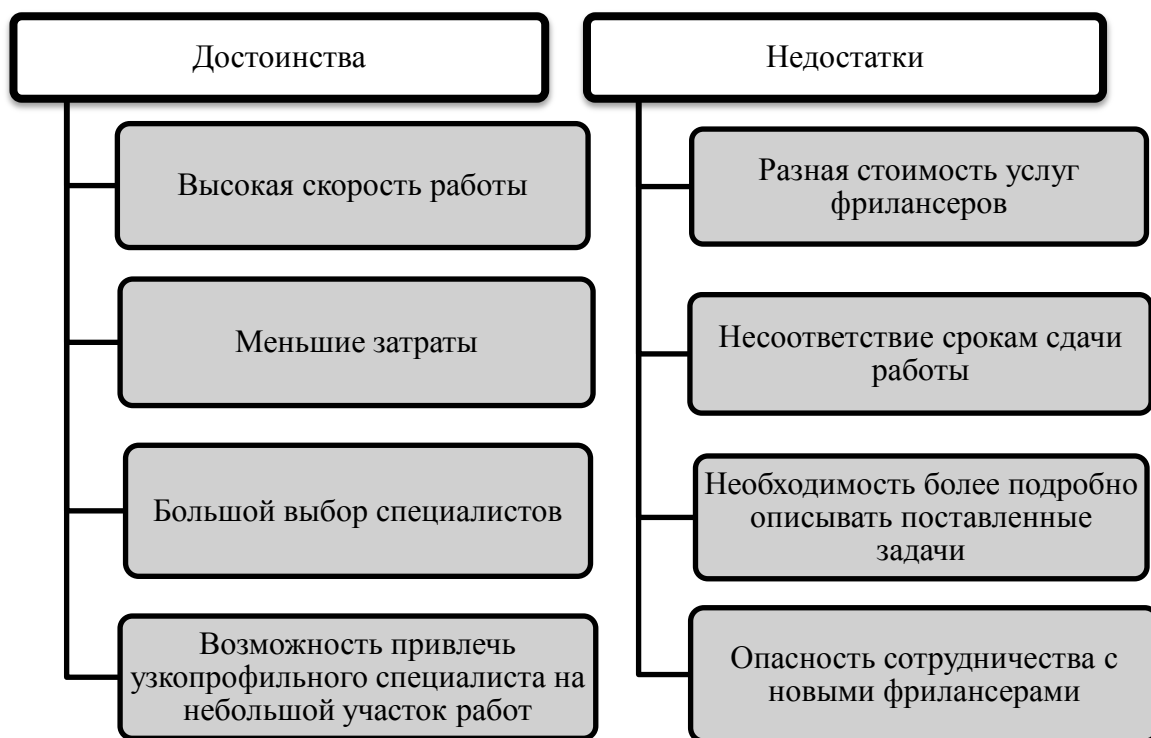 Достоинства
Высокая скорость работы
Меньшие затраты
Большой выбор специалистов
Возможность привлечь
узкопрофильного специалиста на
небольшой участок работ
Недостатки
Разная стоимость услуг
фрилансеров
Несоответствие срокам сдачи
работы
Необходимость более подробно
описывать поставленные
задачи
Опасность сотрудничества с
новыми фрилансерами